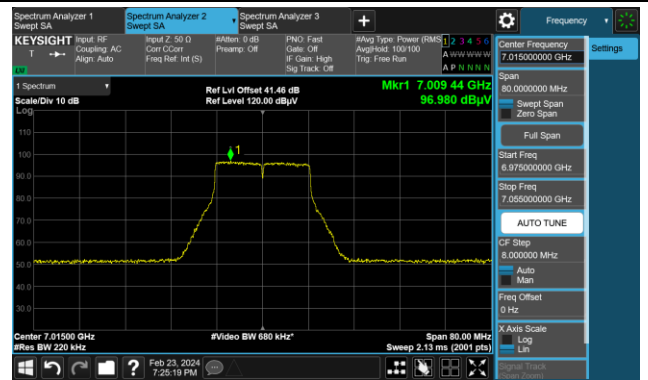 Spectrum Analyzer 1
Swept SA
Spectrum Analyzer 2
Swept SA
Spectrum Analyzer 3
Swept SA
+
Frequency
KEYSIGHT
T
LW
Input: RF
Coupling: AC
Align: Auto
Input Z: 50 Ω
Corr CCorr
Freq Ref: Int (S)
#Atten: 0 dB
Preamp: Off
PNO: Fast
Gate: Off
IF Gain: High
Sig Track: Off
#Avg Type: Power (RMS)
Avg|Hold: 100/100
Trig: Free Run
1 2 3 4 5 6
A W W W W W
A P N N N N
1 Spectrum
Scale/Div 10 dB
Log
Ref Lvl Offset 41.46 dB
Ref Level 120.00 dBµV
Mkr1 7.009 44 GHz
96.980 dBµV
1
110
100
90.0
80.0
70.0
60.0
50.0
40.0
30.0
Center 7.01500 GHz
#Res BW 220 kHz
#Video BW 680 kHz*
Span 80.00 MHz
Sweep 2.13 ms (2001 pts)
Center Frequency
7.015000000 GHz
Settings
Span
80.0000000 MHz
Swept Span
Zero Span
Full Span
Start Freq
6.975000000 GHz
Stop Freq
7.055000000 GHz
AUTO TUNE
CF Step
8.000000 MHz
Auto
Man
Freq Offset
0 Hz
X Axis Scale
Log
Lin
Signal Track
(Span Zoom)
?
Feb 23, 2024
7:25:19 PM